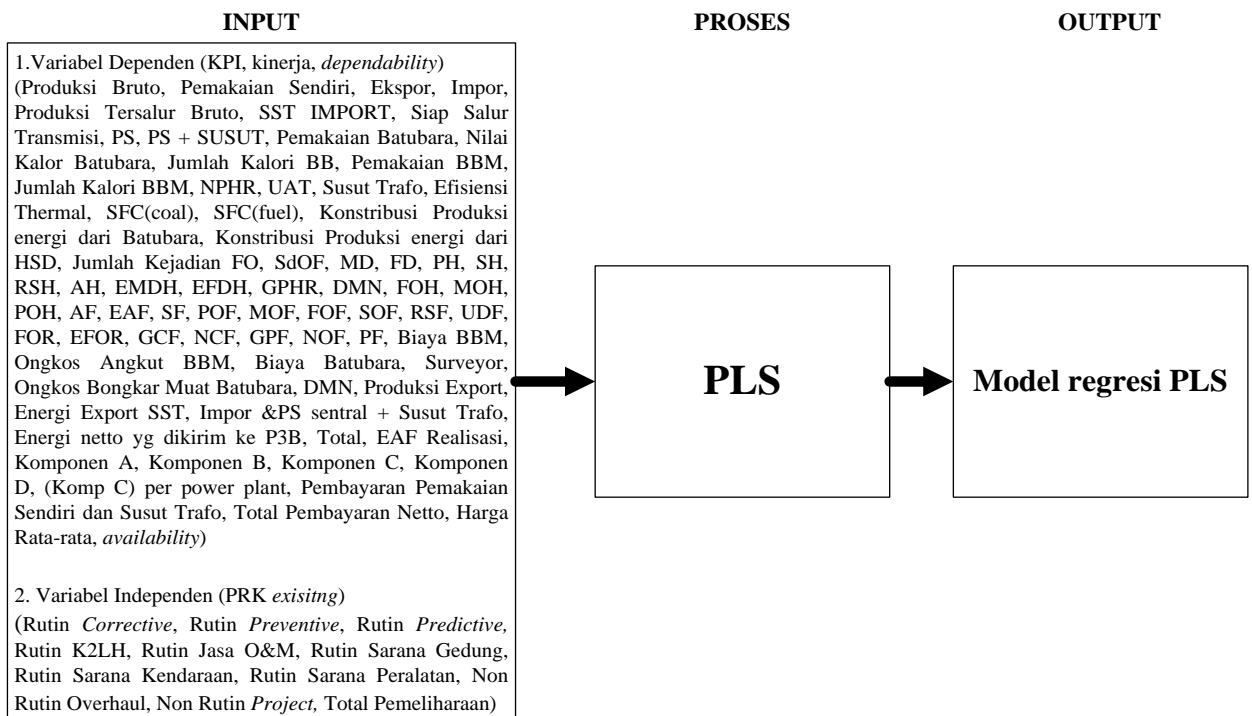 INPUT
PROSES
OUTPUT
1.Variabel Dependen (KPI, kinerja, dependability)
(Produksi Bruto, Pemakaian Sendiri, Ekspor, Impor,
Produksi Tersalur Bruto, SST IMPORT, Siap Salur
Transmisi, PS, PS + SUSUT, Pemakaian Batubara, Nilai
Kalor Batubara, Jumlah Kalori BB, Pemakaian BBM,
Jumlah Kalori BBM, NPHR, UAT, Susut Trafo, Efisiensi
Thermal, SFC(coal), SFC(fuel), Konstribusi Produksi
energi dari Batubara, Konstribusi Produksi energi dari
HSD, Jumlah Kejadian FO, SdOF, MD, FD, PH, SH,
RSH, AH, EMDH, EFDH, GPHR, DMN, FOH, MOH,
POH, AF, EAF, SF, POF, MOF, FOF, SOF, RSF, UDF,
FOR, EFOR, GCF, NCF, GPF, NOF, PF, Biaya BBM,
Ongkos Angkut BBM, Biaya Batubara, Surveyor,
Ongkos Bongkar Muat Batubara, DMN, Produksi Export,
Energi Export SST, Impor &PS sentral + Susut Trafo,
Energi netto yg dikirim ke P3B, Total, EAF Realisasi,
Komponen A, Komponen B, Komponen C, Komponen
D, (Komp C) per power plant, Pembayaran Pemakaian
Sendiri dan Susut Trafo, Total Pembayaran Netto, Harga
Rata-rata, availability)
2. Variabel Independen (PRK exisitng)
(Rutin Corrective, Rutin Preventive, Rutin Predictive,
Rutin K2LH, Rutin Jasa O&M, Rutin Sarana Gedung,
Rutin Sarana Kendaraan, Rutin Sarana Peralatan, Non
Rutin Overhaul, Non Rutin Project, Total Pemeliharaan)
PLS
Model regresi PLS